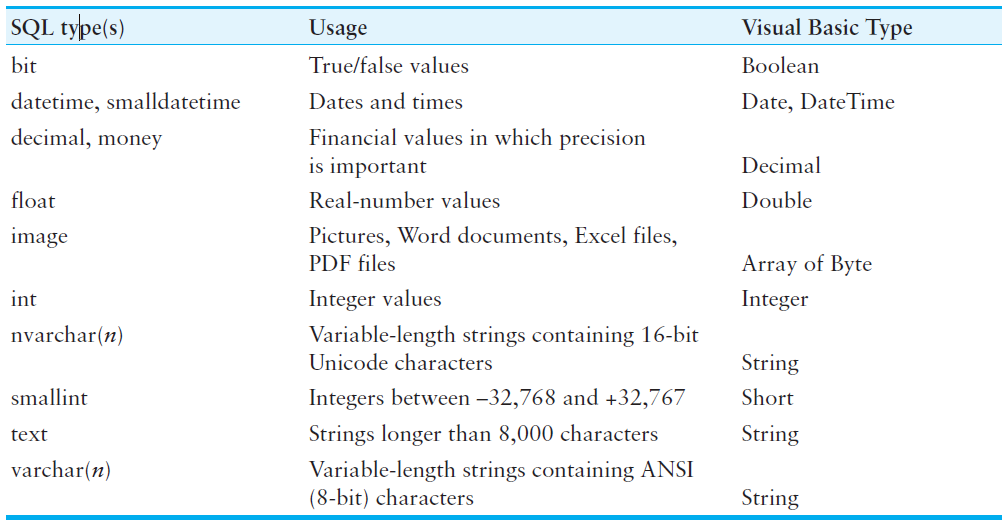 SQL type(s) Usage Visual Basic Type
bit True/false values Boolean
datetime, smalldatetime Dates and times Date, DateTime
decimal, money Financial values in which precision
is important Decimal
float Real-number values Double
image Pictures, Word documents, Excel files,
PDF files Array of Byte
int Integer values Integer
nvarchar(n) Variable-length strings containing 16-bit
Unicode characters String
smallint Integers between –32,768 and +32,767 Short
text Strings longer than 8,000 characters String
varchar(n) Variable-length strings containing ANSI
(8-bit) characters String